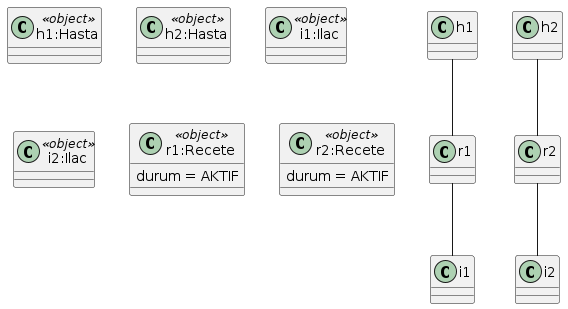 C «object»
h1:Hasta
C «object»
h2:Hasta
C «object»
i1:Ilac
C h1
C h2
C «object»
i2:Ilac
C «object»
r1:Recete
durum = AKTIF
C «object»
r2:Recete
durum = AKTIF
C r1
C r2
C i1
C i2